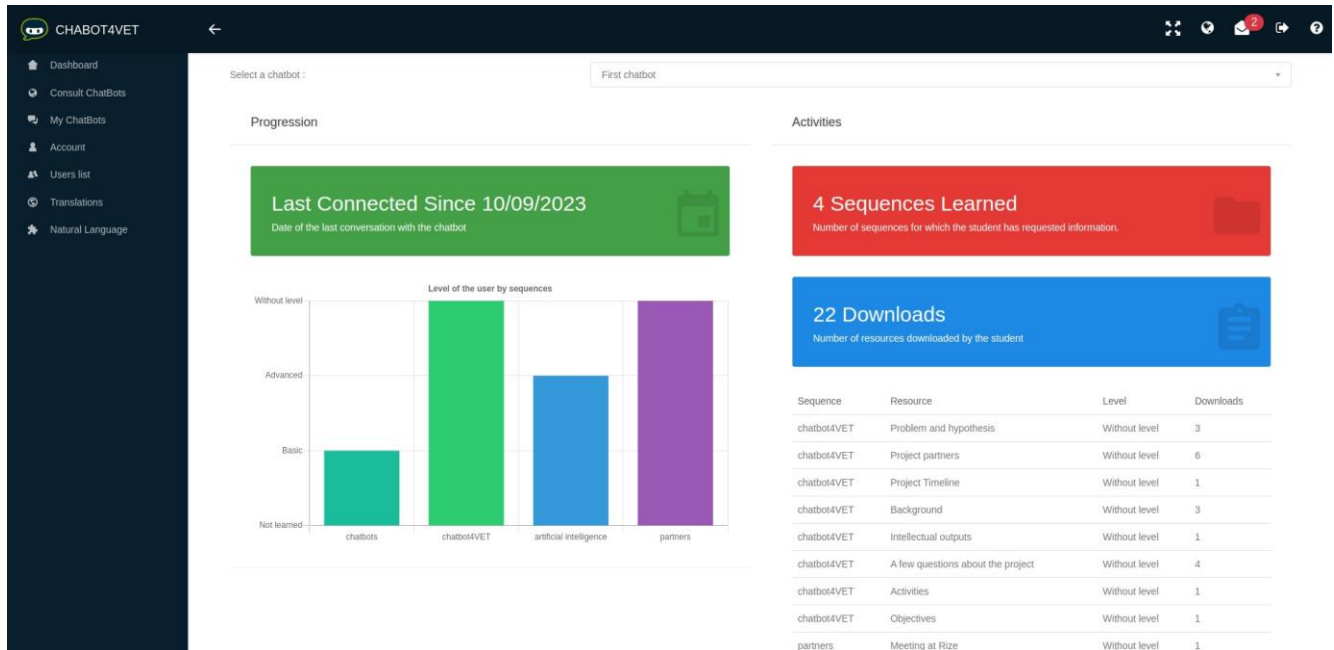 CHABOT4VET
2
Dashboard
Consult ChatBots
My ChatBots
Account
Users list
Translations
Natural Language
Select a chatbot :
First chatbot
Progression
Last Connected Since 10/09/2023
Date of the last conversation with the chatbot
Level of the user by sequences
Without level
Advanced
Basic
Not learned
chatbots
chatbot4VET
artificial intelligence
partners
Activities
4 Sequences Learned
Number of sequences for which the student has requested information.
22 Downloads
Number of resources downloaded by the student
Sequence Resource Level Downloads
chatbot4VET Problem and hypothesis Without level 3
chatbot4VET Project partners Without level 6
chatbot4VET Project Timeline Without level 1
chatbot4VET Background Without level 3
chatbot4VET Intellectual outputs Without level 1
chatbot4VET A few questions about the project Without level 4
chatbot4VET Activities Without level 1
chatbot4VET Objectives Without level 1
partners Meeting at Rize Without level 1